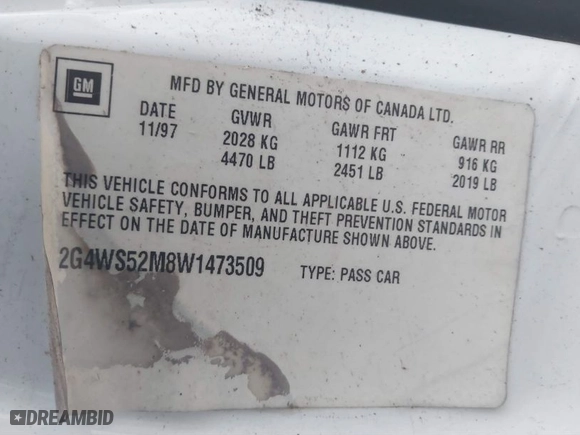 GM
MFD BY GENERAL MOTORS OF CANADA LTD.
DATE GVWR GAWR FRT GAWR RR
11/97 2028 KG 1112 KG 916 KG
4470 LB 2451 LB 2019 LB
THIS VEHICLE CONFORMS TO ALL APPLICABLE U.S. FEDERAL MOTOR
VEHICLE SAFETY, BUMPER, AND THEFT PREVENTION STANDARDS IN
EFFECT ON THE DATE OF MANUFACTURE SHOWN ABOVE.
2G4WS52M8W1473509 TYPE: PASS CAR
DREAMBID